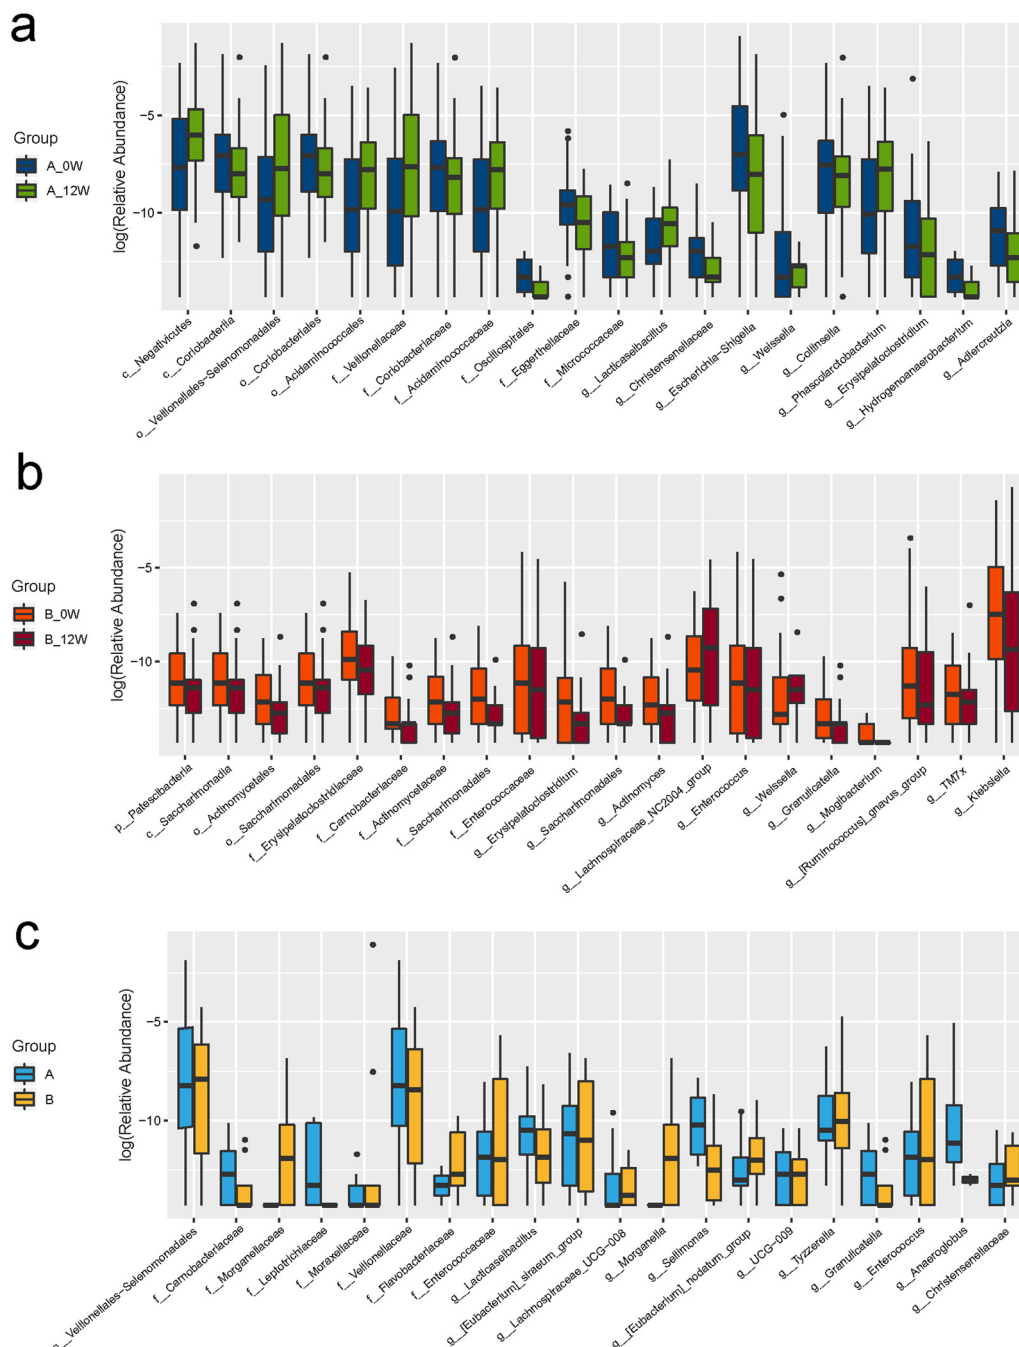 a
log(Relative Abundance)
−5
−10
Group
A_0W
A_12W
c__Negativicutes
c__Coriobacteriia
o__Veillonellales−Selenomonadales
o__Coriobacteriales
o__Acidaminococcales
f__Veillonellaceae
f__Coriobacteriaceae
f__Acidaminococcaceae
f__Oscillospirales
f__Eggerthellaceae
f__Micrococcaceae
g__Lacticaseibacillus
g__Christensenellaceae
g__Escherichia−Shigella
g__Weissella
g__Collinsella
g__Phascolarctobacterium
g__Erysipelatoclostridium
g__Hydrogenoanaerobacterium
g__Adlercreutzia
b
log(Relative Abundance)
−5
−10
Group
B_0W
B_12W
p__Patescibacteria
c__Saccharimonadia
o__Actinomycetales
o__Saccharimonadales
f__Erysipelatoclostridiaceae
f__Carnobacteriaceae
f__Actinomycetaceae
f__Saccharimonadales
f__Enterococcaceae
g__Erysipelatoclostridium
g__Saccharimonadales
g__Actinomyces
g__Lachnospiraceae_NC2004_group
g__Enterococcus
g__Weissella
g__Granulicatella
g__Mogibacterium
g__[Ruminococcus]_gnavus_group
g__TM7x
g__Klebsiella
c
log(Relative Abundance)
−5
−10
Group
A
B
o__Veillonellales−Selenomonadales
f__Carnobacteriaceae
f__Morganellaceae
f__Leptotrichiaceae
f__Moraxellaceae
f__Veillonellaceae
f__Flavobacteriaceae
f__Enterococcaceae
g__Lacticaseibacillus
g__[Eubacterium]_siraeum_group
g__Lachnospiraceae_UCG−008
g__Morganella
g__Sellimonas
g__[Eubacterium]_nodatum_group
g__UCG−009
g__Tyzzerella
g__Granulicatella
g__Enterococcus
g__Anaeroglobus
g__Christensenellaceae